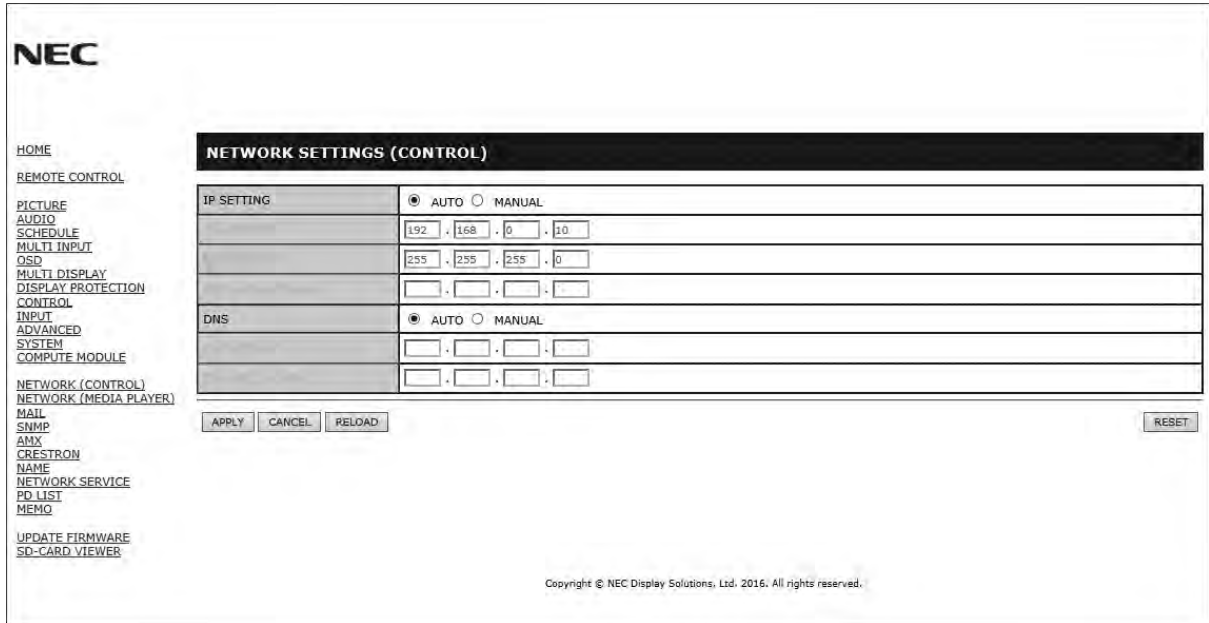 NEC
HOME
REMOTE CONTROL
PICTURE
AUDIO
SCHEDULE
MULTI INPUT
OSD
MULTI DISPLAY
DISPLAY PROTECTION
CONTROL
INPUT
ADVANCED
SYSTEM
COMPUTE MODULE
NETWORK (CONTROL)
NETWORK (MEDIA PLAYER)
MAIL
SNMP
AMX
CRESTRON
NAME
NETWORK SERVICE
PD LIST
MEMO
UPDATE FIRMWARE
SD-CARD VIEWER
NETWORK SETTINGS (CONTROL)
IP SETTING AUTO MANUAL
192 . 168 . 0 . 10
255 . 255 . 255 . 0
. . .
DNS AUTO MANUAL
. . .
. . .
APPLY CANCEL RELOAD RESET
Copyright © NEC Display Solutions, Ltd. 2016. All rights reserved.